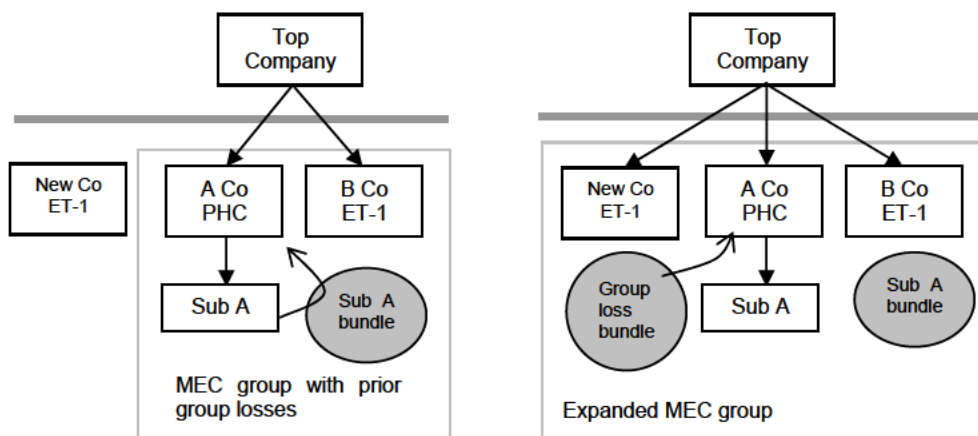 Top
Company
New Co
ET-1
A Co
PHC
B Co
ET-1
Sub A
Sub A
bundle
MEC group with prior
group losses
Top
Company
New Co
ET-1
A Co
PHC
B Co
ET-1
Group
loss
bundle
Sub A
Sub A
bundle
Expanded MEC group